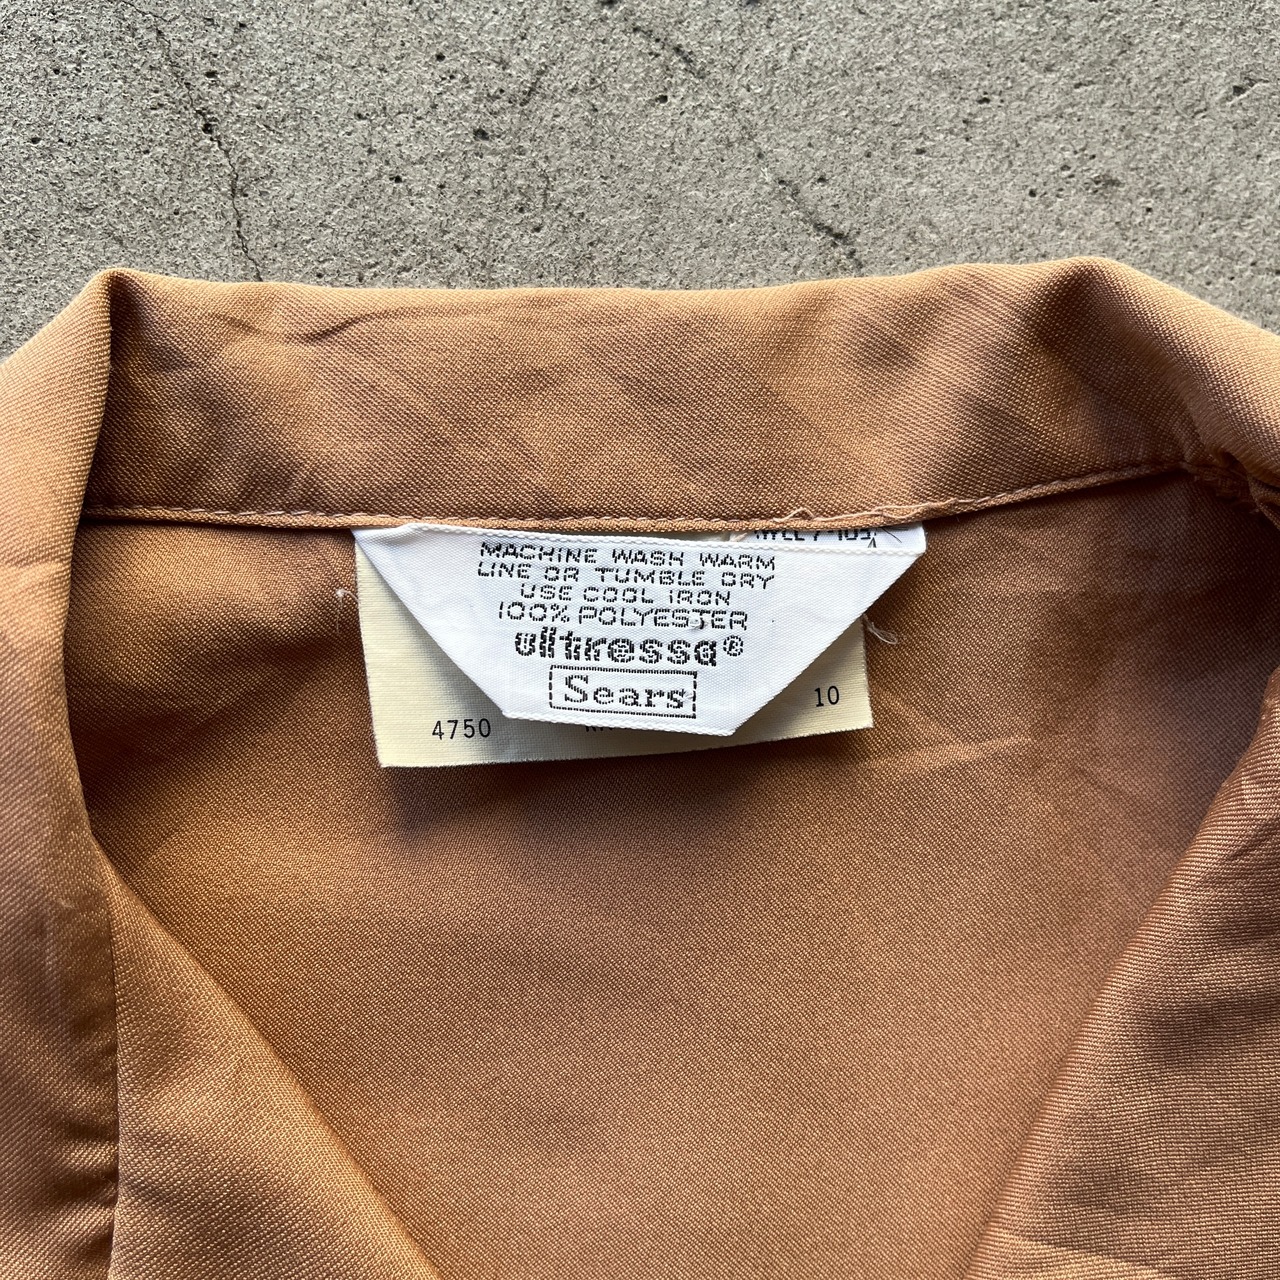 MACHINE WASH WARM
LINE OR TUMBLE DRY
USE COOL IRON
100% POLYESTER
ultressa®
Sears
10
4750